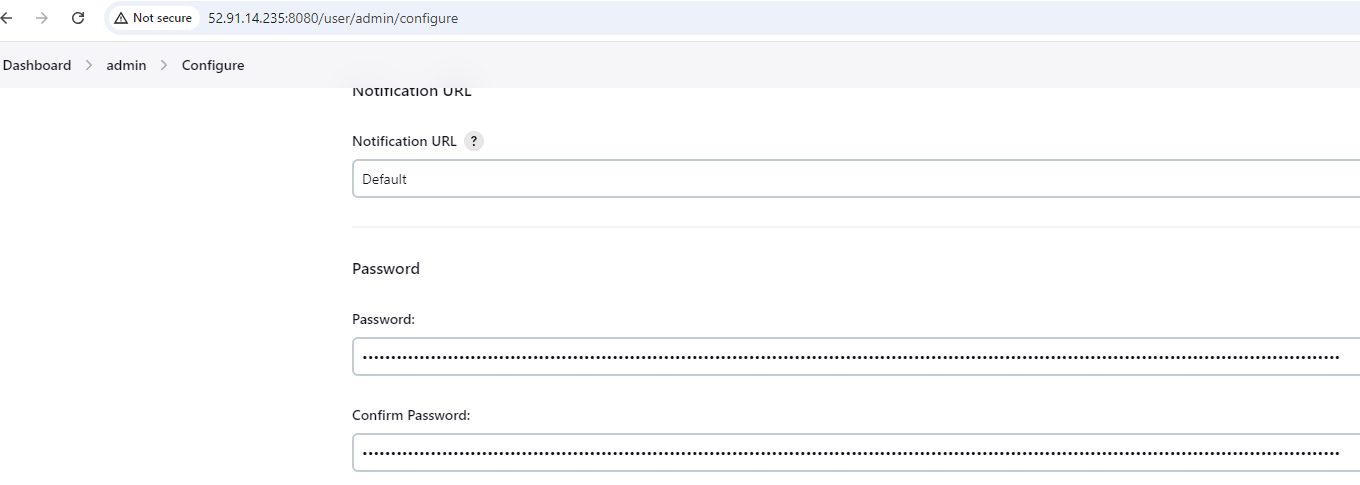 Not secure 52.91.14.235:8080/user/admin/configure
Dashboard > admin > Configure
Notification URL
Notification URL ?
Default
Password
Password:
Confirm Password: